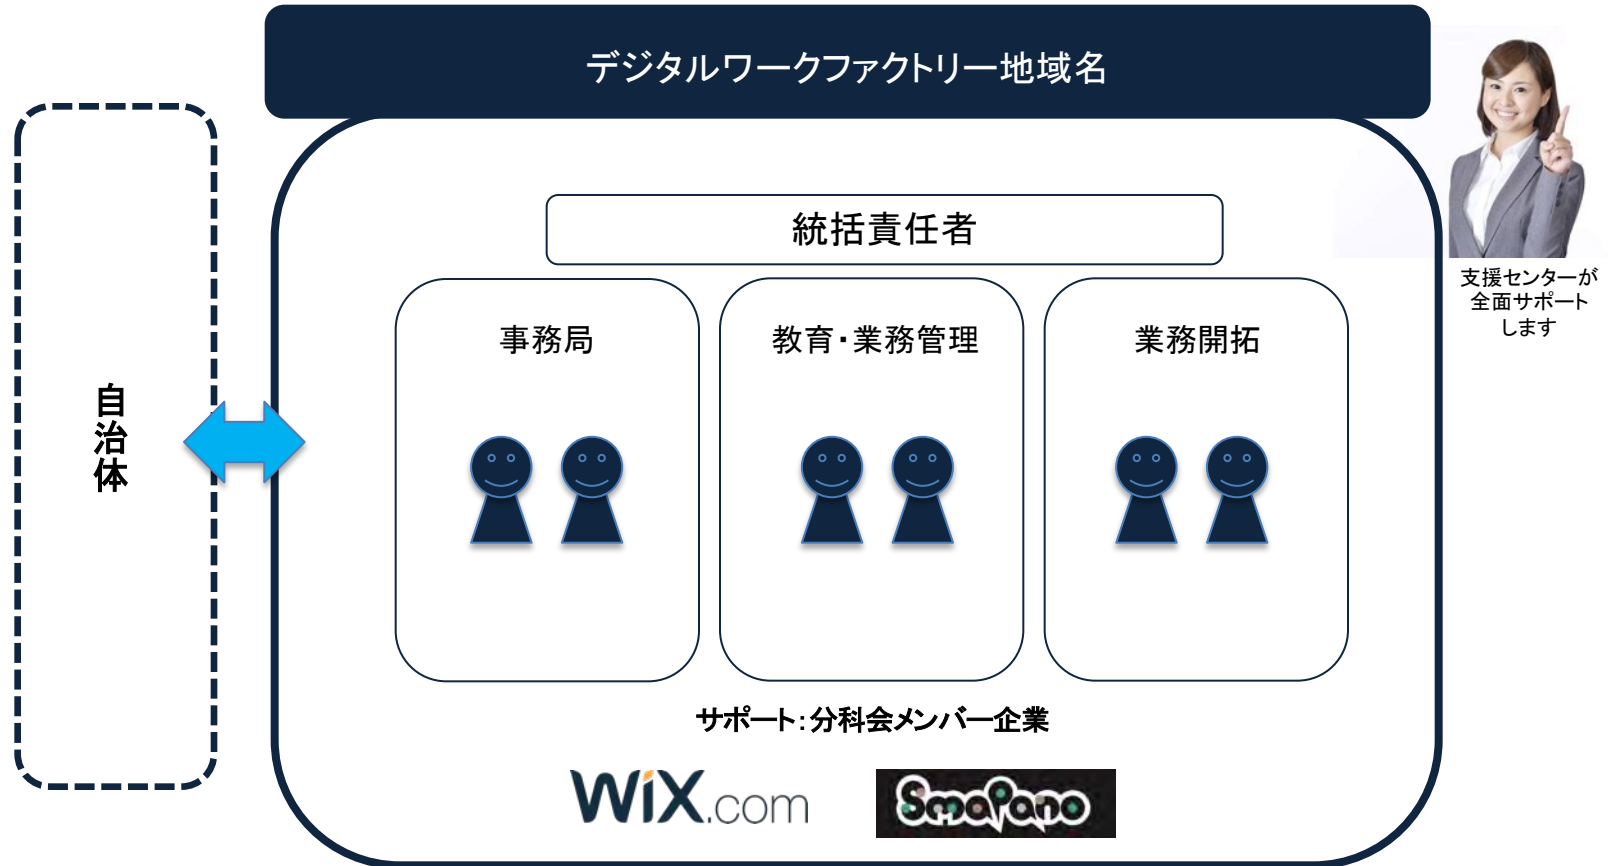 デジタルワークファクトリー地域名
統括責任者
事務局
教育・業務管理
業務開拓
自治体
支援センターが
全面サポート
します
サポート：分科会メンバー企業
WiX.com
SmaPano